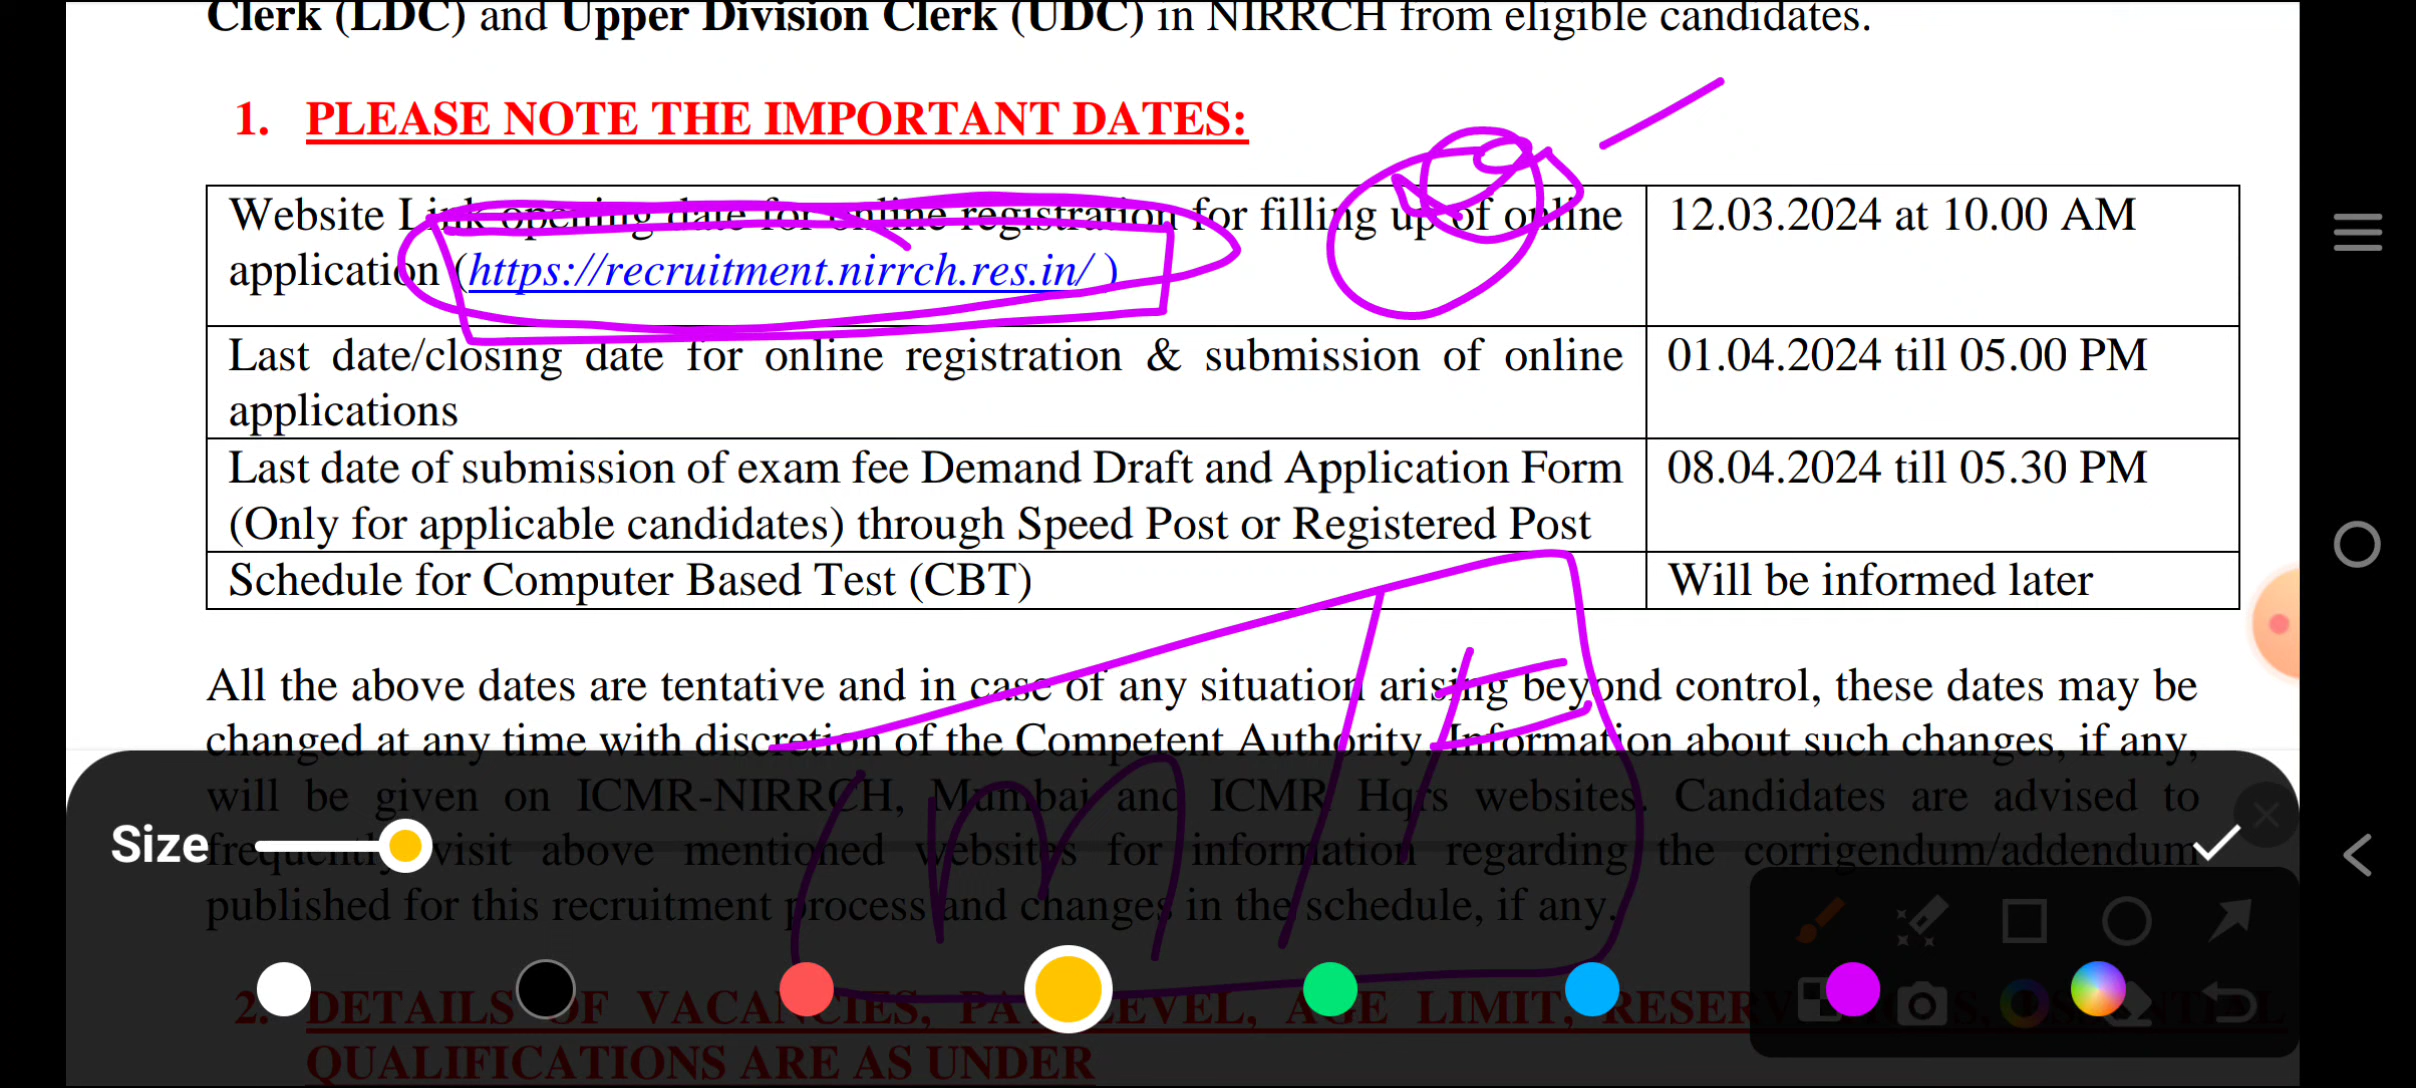 Clerk (LDC) and Upper Division Clerk (UDC) in NIRRCH from eligible candidates.
1. PLEASE NOTE THE IMPORTANT DATES:
Website Link opening date for online registration for filling up of online
application (https://recruitment.nirrch.res.in/ )
12.03.2024 at 10.00 AM
Last date/closing date for online registration & submission of online
applications
01.04.2024 till 05.00 PM
Last date of submission of exam fee Demand Draft and Application Form
(Only for applicable candidates) through Speed Post or Registered Post
08.04.2024 till 05.30 PM
Schedule for Computer Based Test (CBT)
Will be informed later
All the above dates are tentative and in case of any situation arising beyond control, these dates may be
changed at any time with discretion of the Competent Authority. Information about such changes, if any,
will be given on ICMR-NIRRCH, Mumbai and ICMR Hqrs websites. Candidates are advised to
Size
frequently visit above mentioned websites for information regarding the corrigendum/addendum
published for this recruitment process and changes in the schedule, if any.
2. DETAILS OF VACANCIES, PAY LEVEL, AGE LIMIT,
QUALIFICATIONS ARE AS UNDER